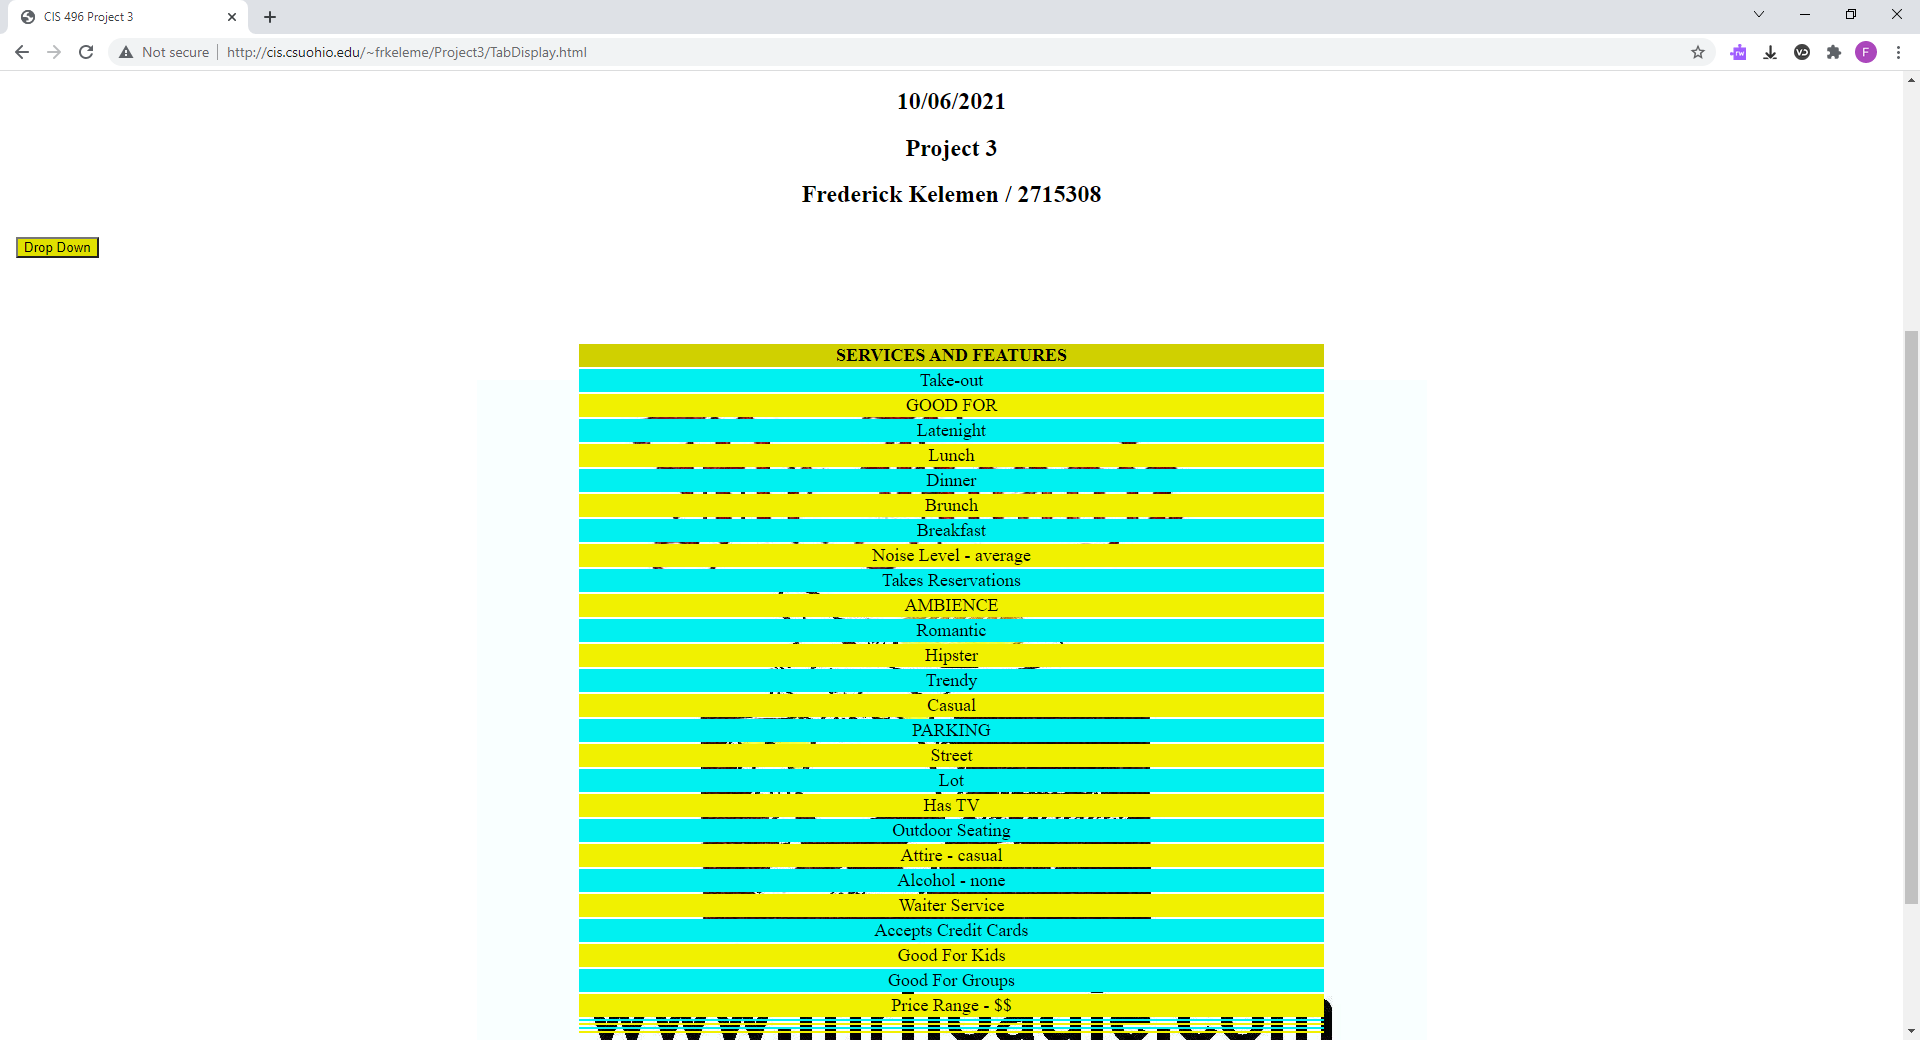 CIS 496 Project 3
Not secure
http://cis.csuohio.edu/~frkeleme/Project3/TabDisplay.html
rw
VD
F
10/06/2021
Project 3
Frederick Kelemen / 2715308
Drop Down
SERVICES AND FEATURES
Take-out
GOOD FOR
Latenight
Lunch
Dinner
Brunch
Breakfast
Noise Level - average
Takes Reservations
AMBIENCE
Romantic
Hipster
Trendy
Casual
PARKING
Street
Lot
Has TV
Outdoor Seating
Attire - casual
Alcohol - none
Waiter Service
Accepts Credit Cards
Good For Kids
Good For Groups
Price Range - $$